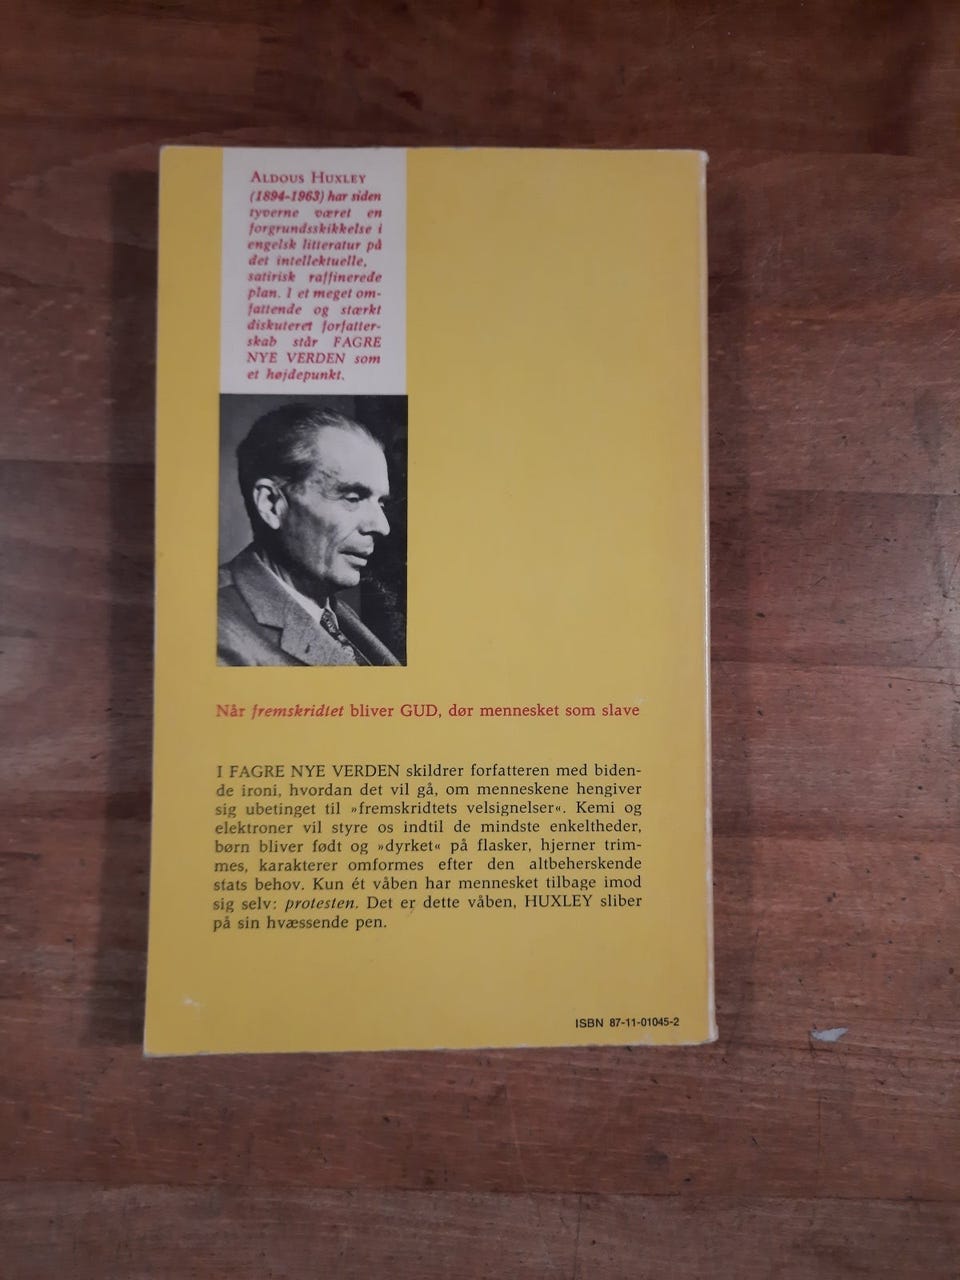 ALDOUS HUXLEY
(1894-1963) har siden
tyverne været en
forgrundsskikkelse i
engelsk litteratur på
det intellektuelle,
satirisk raffinerede
plan. I et meget om-
fattende og stærkt
diskuteret forfatter-
skab står FAGRE
NYE VERDEN som
et højdepunkt.
Når fremskridtet bliver GUD, dør mennesket som slave
I FAGRE NYE VERDEN skildrer forfatteren med biden-
de ironi, hvordan det vil gå, om menneskene hengiver
sig ubetinget til »fremskridtets velsignelser«. Kemi og
elektroner vil styre os indtil de mindste enkeltheder,
børn bliver født og »dyrket« på flasker, hjerner trim-
mes, karakterer omformes efter den altbeherskende
stats behov. Kun ét våben har mennesket tilbage imod
sig selv: protesten. Det er dette våben, HUXLEY sliber
på sin hvæssende pen.
ISBN 87-11-01045-2